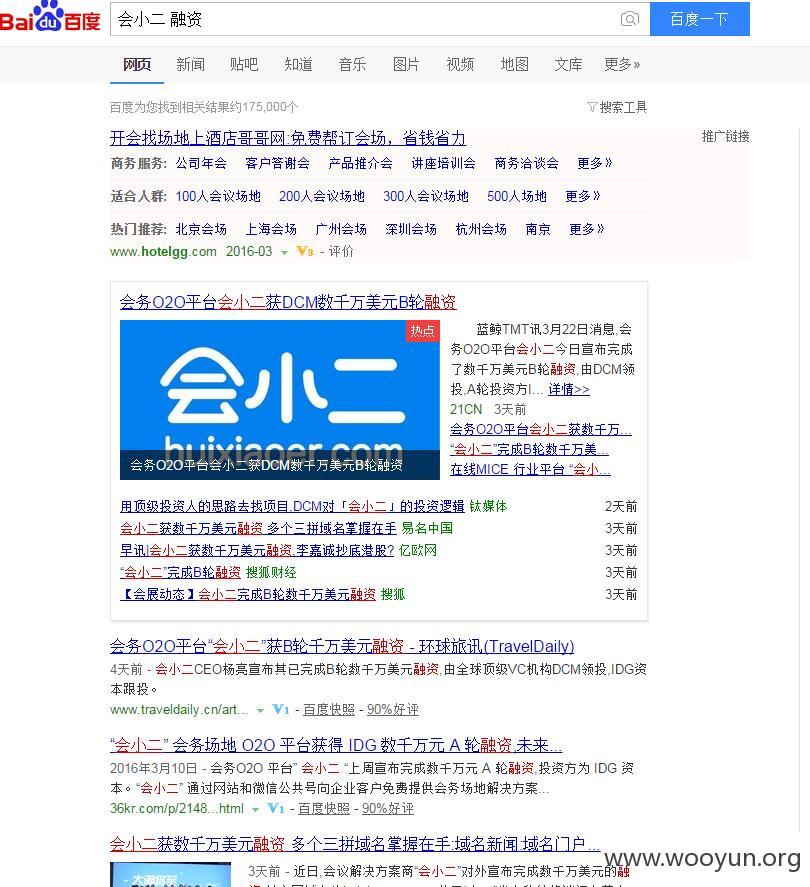 Bai du 百度 会小二 融资 百度一下
网页 新闻 贴吧 知道 音乐 图片 视频 地图 文库 更多»
百度为您找到相关结果约175,000个 搜索工具
开会找场地上酒店哥哥网:免费帮订会场，省钱省力 推广链接
商务服务: 公司年会 客户答谢会 产品推介会 讲座培训会 商务洽谈会 更多》
适合人群: 100人会议场地 200人会议场地 300人会议场地 500人场地 更多》
热门推荐: 北京会场 上海会场 广州会场 深圳会场 杭州会场 南京 更多》
www.hotelgg.com 2016-03 V3 - 评价
会务O2O平台会小二获DCM数千万美元B轮融资
热点
会小二
huixiaoer.com
会务O2O平台会小二获DCM数千万美元B轮融资
蓝鲸TMT讯3月22日消息,会
务O2O平台会小二今日宣布完成
了数千万美元B轮融资,由DCM领
投,A轮投资方I... 详情>>
21CN 3天前
会务O2O平台会小二获数千万...
“会小二”完成B轮数千万美...
在线MICE 行业平台 “会小...
用顶级投资人的思路去找项目,DCM对「会小二」的投资逻辑 钛媒体 2天前
会小二获数千万美元融资 多个三拼域名掌握在手 易名中国 3天前
早讯|会小二获数千万美元融资,李嘉诚抄底港股? 亿欧网 3天前
“会小二”完成B轮融资 搜狐财经 3天前
【会展动态】会小二完成B轮数千万美元融资 搜狐 3天前
会务O2O平台“会小二”获B轮千万美元融资 - 环球旅讯(TravelDaily)
4天前 - 会小二CEO杨亮宣布其已完成B轮数千万美元融资,由全球顶级VC机构DCM领投,IDG资
本跟投。
www.traveldaily.cn/art... V1 - 百度快照 - 90%好评
“会小二” 会务场地 O2O 平台获得 IDG 数千万元 A 轮融资,未来...
2016年3月10日 - 会务O2O 平台” 会小二 “上周宣布完成数千万元 A 轮融资,投资方为 IDG 资
本。“会小二” 通过网站和微信公共号向企业客户免费提供会务场地解决方案...
36kr.com/p/2148...html V1 - 百度快照 - 90%好评
会小二获数千万美元融资 多个三拼域名掌握在手:域名新闻:域名门户...
3天前 - 近日,会议解决方案商“会小二”对外宣布完成数千万美元的融
www.wooyun.org